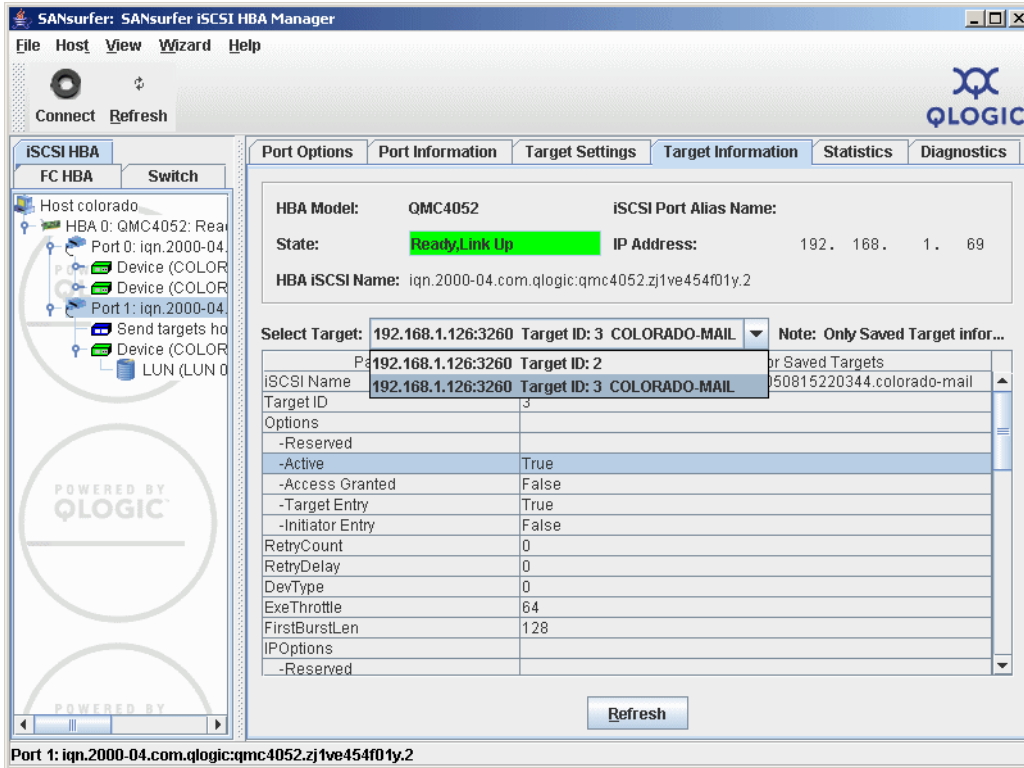 SANsurfer: SANsurfer iSCSI HBA Manager
File Host View Wizard Help
Connect Refresh
QLOGIC
iSCSI HBA
FC HBA Switch
Host colorado
HBA 0: QMC4052: Rea
Port 0: iqn.2000-04.
Device (COLOR
Device (COLOR
Port 1: iqn.2000-04.
Send targets ho
Device (COLOR
LUN (LUN 0
POWERED BY
QLOGIC
POWERED BY
Port Options Port Information Target Settings Target Information Statistics Diagnostics
HBA Model: QMC4052 iSCSI Port Alias Name:
State: Ready,Link Up IP Address: 192. 168. 1. 69
HBA iSCSI Name: iqn.2000-04.com.qlogic:qmc4052.zj1ve454f01y.2
Select Target: 192.168.1.126:3260 Target ID: 3 COLORADO-MAIL Note: Only Saved Target infor...
192.168.1.126:3260 Target ID: 2
192.168.1.126:3260 Target ID: 3 COLORADO-MAIL
Pa or Saved Targets
iSCSI Name 050815220344.colorado-mail
Target ID 3
Options
-Reserved
-Active True
-Access Granted False
-Target Entry True
-Initiator Entry False
RetryCount 0
RetryDelay 0
DevType 0
ExeThrottle 64
FirstBurstLen 128
IPOptions
-Reserved
Refresh
Port 1: iqn.2000-04.com.qlogic:qmc4052.zj1ve454f01y.2